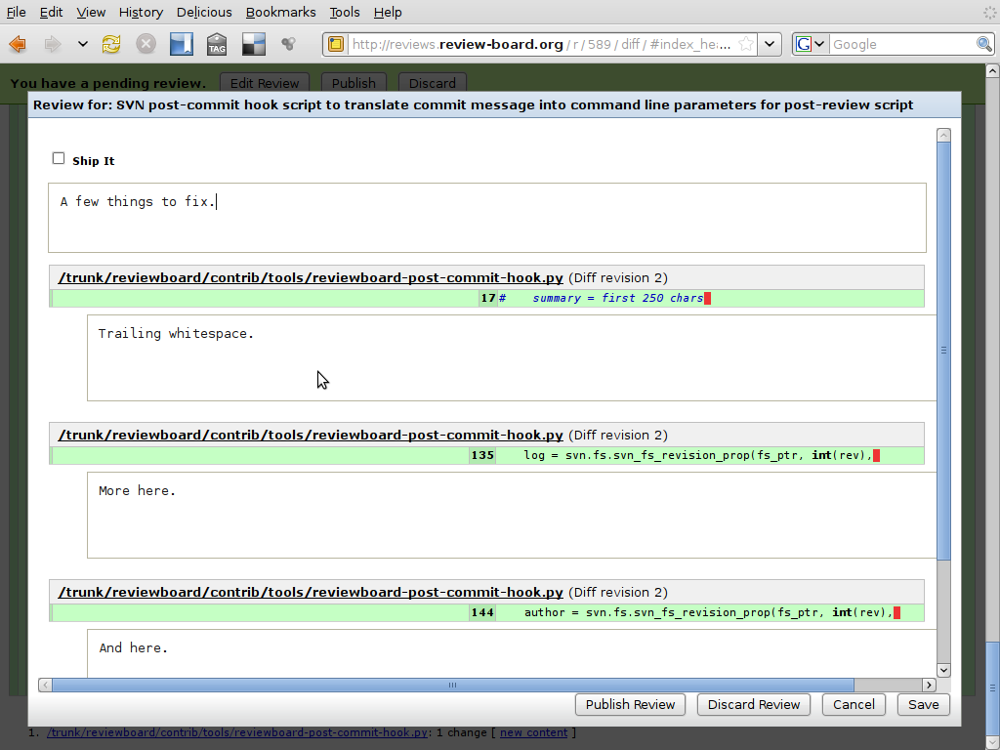 File Edit View History Delicious Bookmarks Tools Help
TAG http://reviews.review-board.org/r/589/diff/#index_hea... G Google
You have a pending review. Edit Review Publish Discard
Review for: SVN post-commit hook script to translate commit message into command line parameters for post-review script
Ship It
A few things to fix.
/trunk/reviewboard/contrib/tools/reviewboard-post-commit-hook.py (Diff revision 2)
17 # summary = first 250 chars
Trailing whitespace.
/trunk/reviewboard/contrib/tools/reviewboard-post-commit-hook.py (Diff revision 2)
135 log = svn.fs.svn_fs_revision_prop(fs_ptr, int(rev),
More here.
/trunk/reviewboard/contrib/tools/reviewboard-post-commit-hook.py (Diff revision 2)
144 author = svn.fs.svn_fs_revision_prop(fs_ptr, int(rev),
And here.
Publish Review Discard Review Cancel Save
1. /trunk/reviewboard/contrib/tools/reviewboard-post-commit-hook.py: 1 change [ new content ]